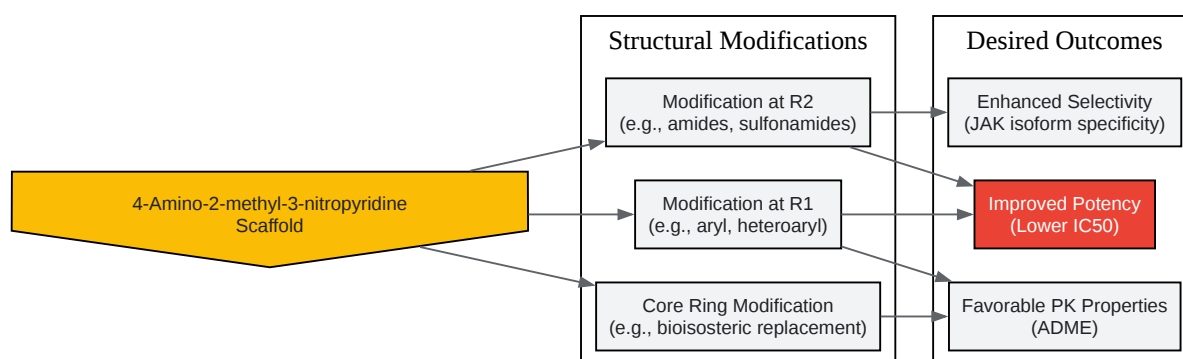 Structural Modifications
Desired Outcomes
Modification at R2
(e.g., amides, sulfonamides)
Enhanced Selectivity
(JAK isoform specificity)
4-Amino-2-methyl-3-nitropyridine
Scaffold
Modification at R1
(e.g., aryl, heteroaryl)
Improved Potency
(Lower IC50)
Core Ring Modification
(e.g., bioisosteric replacement)
Favorable PK Properties
(ADME)